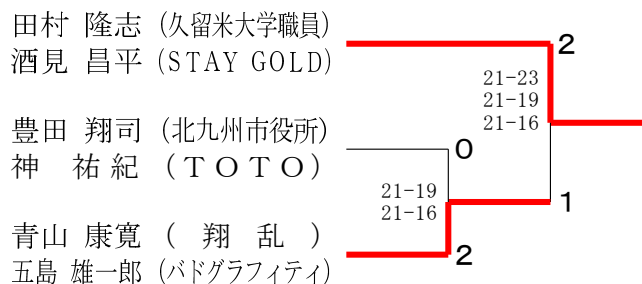 田村 隆志 (久留米大学職員)
酒見 昌平 (STAY GOLD)
2
21-23
21-19
21-16
豊田 翔司 (北九州市役所)
神 祐紀 (TOTO)
0
21-19
21-16
1
青山 康寛 ( 翔 乱 )
五島 雄一郎 (バドグラフィティ)
2